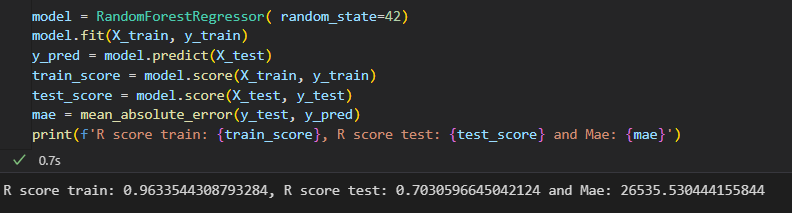 model = RandomForestRegressor( random_state=42)
model.fit(X_train, y_train)
y_pred = model.predict(X_test)
train_score = model.score(X_train, y_train)
test_score = model.score(X_test, y_test)
mae = mean_absolute_error(y_test, y_pred)
print(f'R score train: {train_score}, R score test: {test_score} and Mae: {mae}')
✓ 0.7s
R score train: 0.9633544308793284, R score test: 0.7030596645042124 and Mae: 26535.530444155844